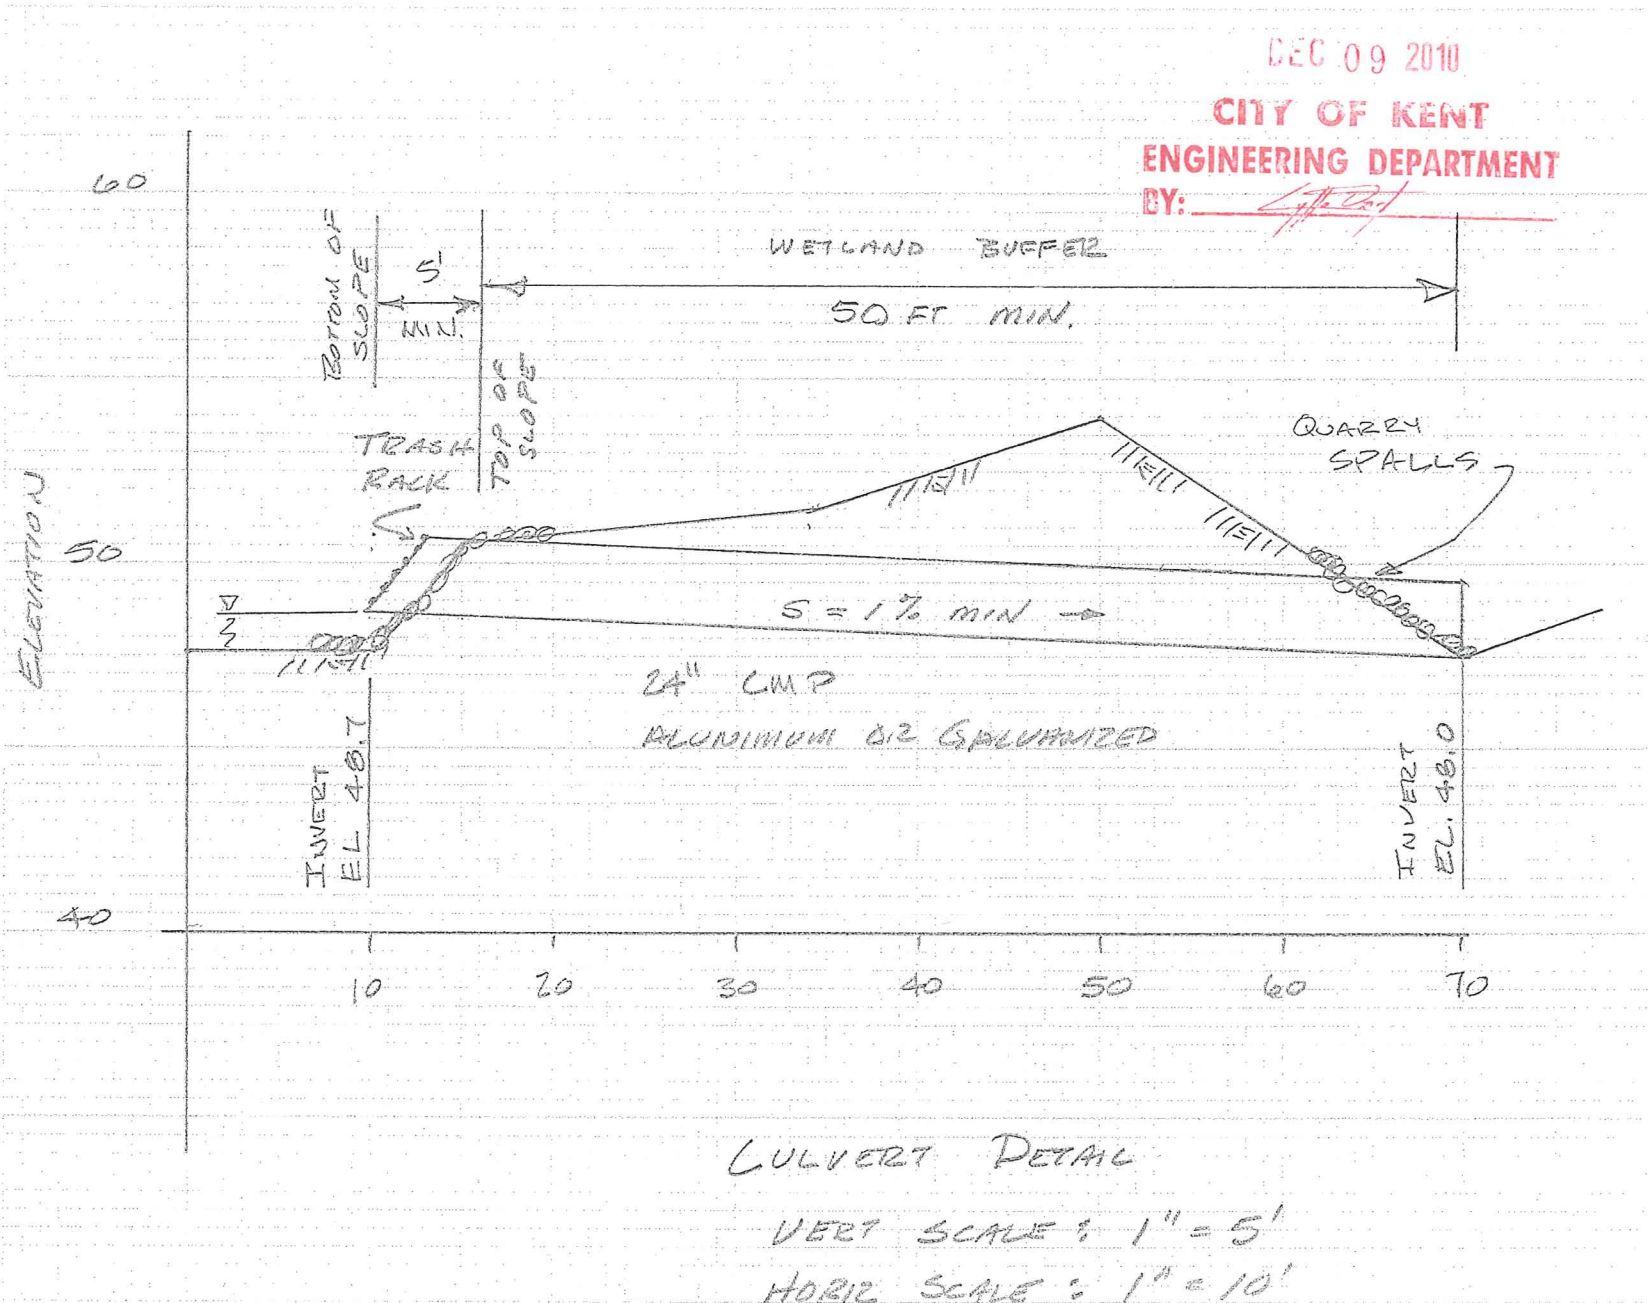 DEC 09 2010
CITY OF KENT
ENGINEERING DEPARTMENT
BY:
60
BOTTOM OF
SLOPE
5'
MIN.
WETLAND BUFFER
50 FT MIN.
TOP OF
SLOPE
TRASH
RACK
QUARRY
SPALLS
ELEVATION
50
S = 1% MIN
24" CMP
ALUMINUM OR GALVANIZED
INVERT
EL 48.7
INVERT
EL. 48.0
40
10 20 30 40 50 60 70
CULVERT DETAIL
VERT SCALE : 1" = 5'
HORIZ SCALE : 1" = 10'